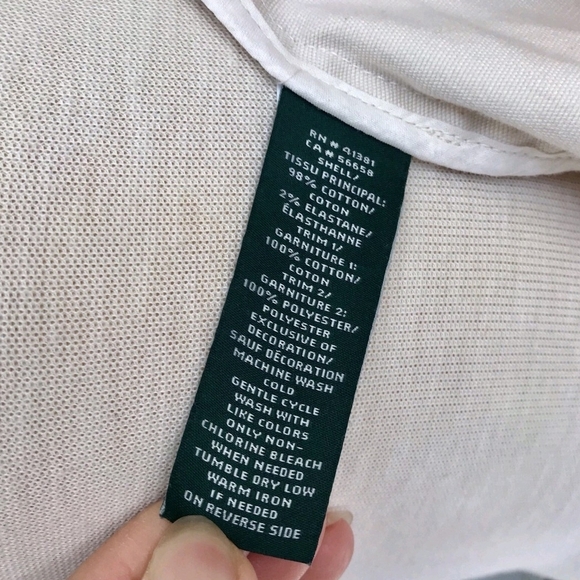 RN # 41381
CA # 56658
SHELL/
TISSU PRINCIPAL:
98% COTTON/
COTON
2% ELASTANE/
ÉLASTHANNE
TRIM 1/
GARNITURE 1:
100% COTTON/
COTON
TRIM 2/
GARNITURE 2:
100% POLYESTER/
POLYESTER
EXCLUSIVE OF
DECORATION/
SAUF DÉCORATION
MACHINE WASH
COLD
GENTLE CYCLE
WASH WITH
LIKE COLORS
ONLY NON-
CHLORINE BLEACH
WHEN NEEDED
TUMBLE DRY LOW
WARM IRON
IF NEEDED
ON REVERSE SIDE